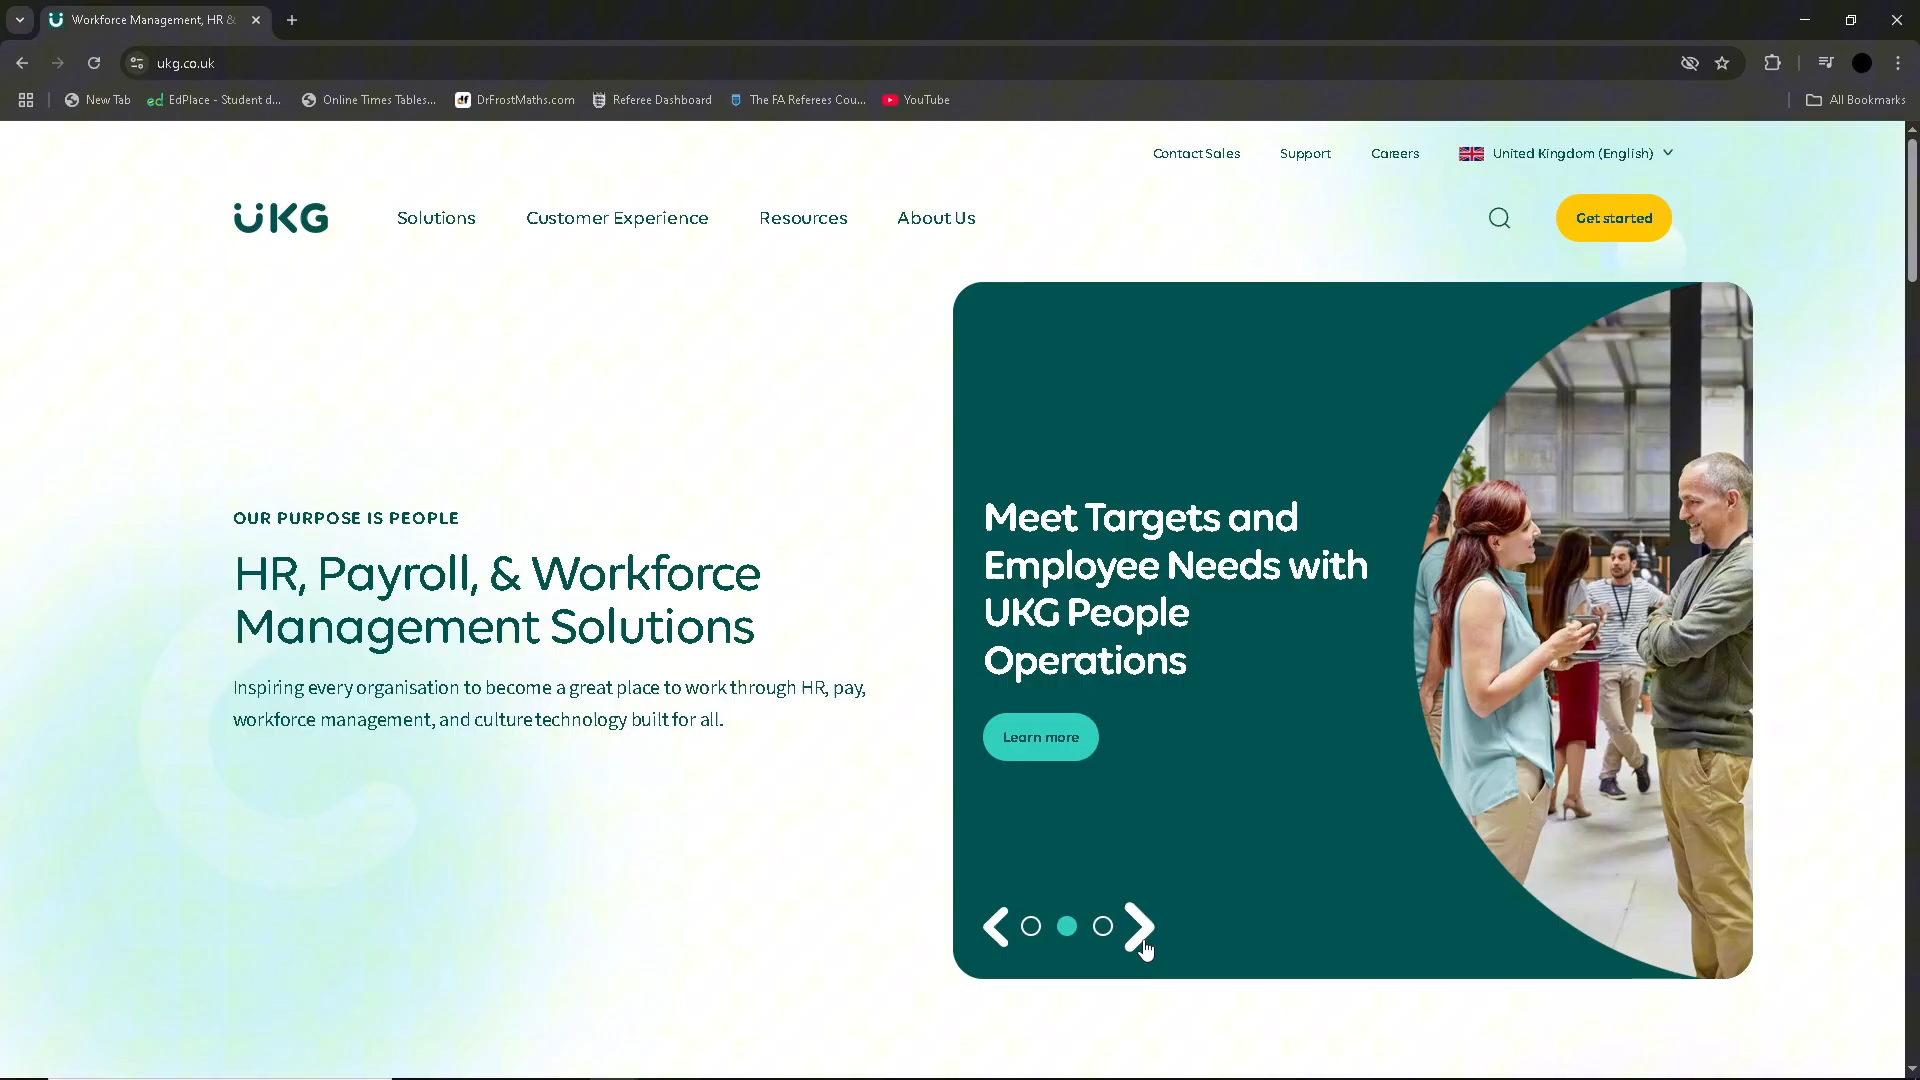 Workforce Management, HR &
ukg.co.uk
New Tab
EdPlace - Student d...
Online Times Tables...
DrFrostMaths.com
Referee Dashboard
The FA Referees Cou...
YouTube
All Bookmarks
Contact Sales
Support
Careers
United Kingdom (English)
UKG
Solutions
Customer Experience
Resources
About Us
Get started
OUR PURPOSE IS PEOPLE
HR, Payroll, & Workforce
Management Solutions
Inspiring every organisation to become a great place to work through HR, pay,
workforce management, and culture technology built for all.
Meet Targets and
Employee Needs with
UKG People
Operations
Learn more